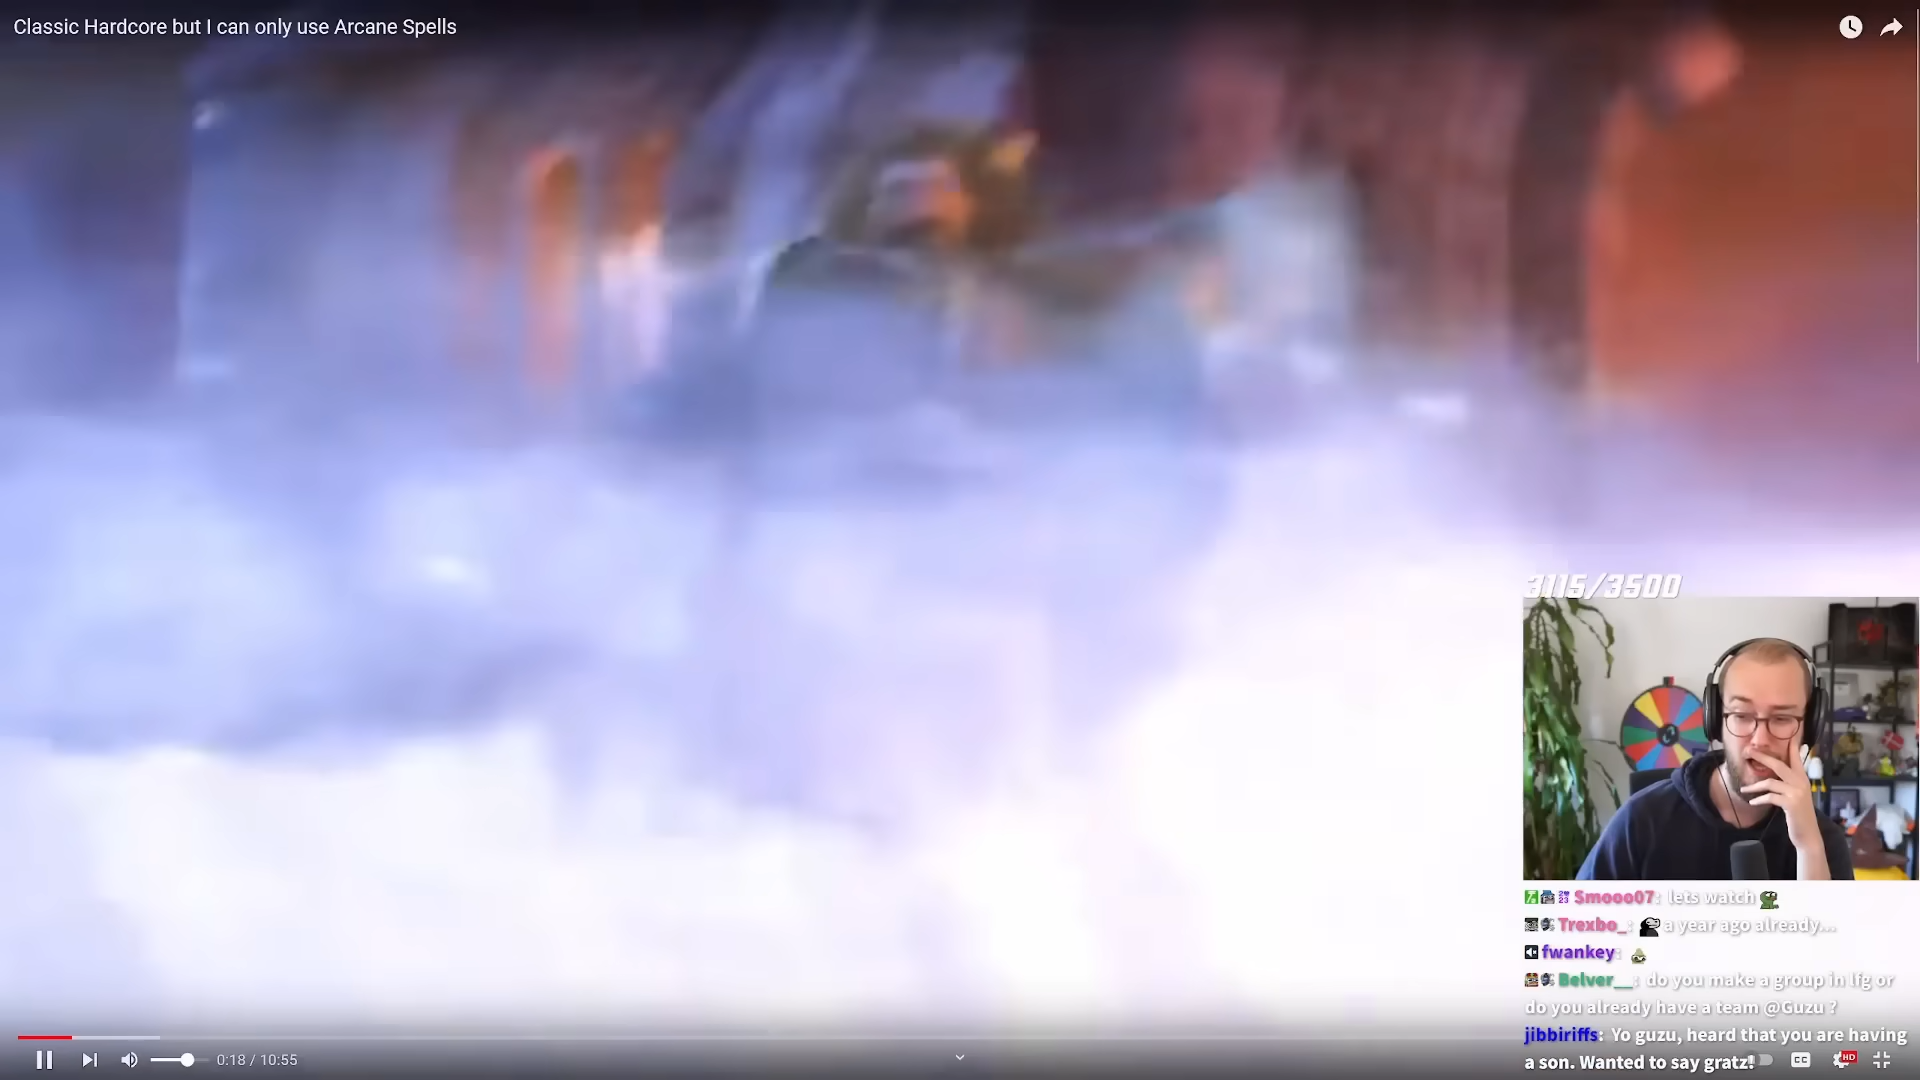 Classic Hardcore but I can only use Arcane Spells
3115/3500
Smooo07: lets watch
Trexbo_: a year ago already...
fwankey:
Belver__: do you make a group in lfg or
do you already have a team @Guzu ?
jibbiriffs: Yo guzu, heard that you are having
a son. Wanted to say gratz!
0:18 / 10:55
CC
HD